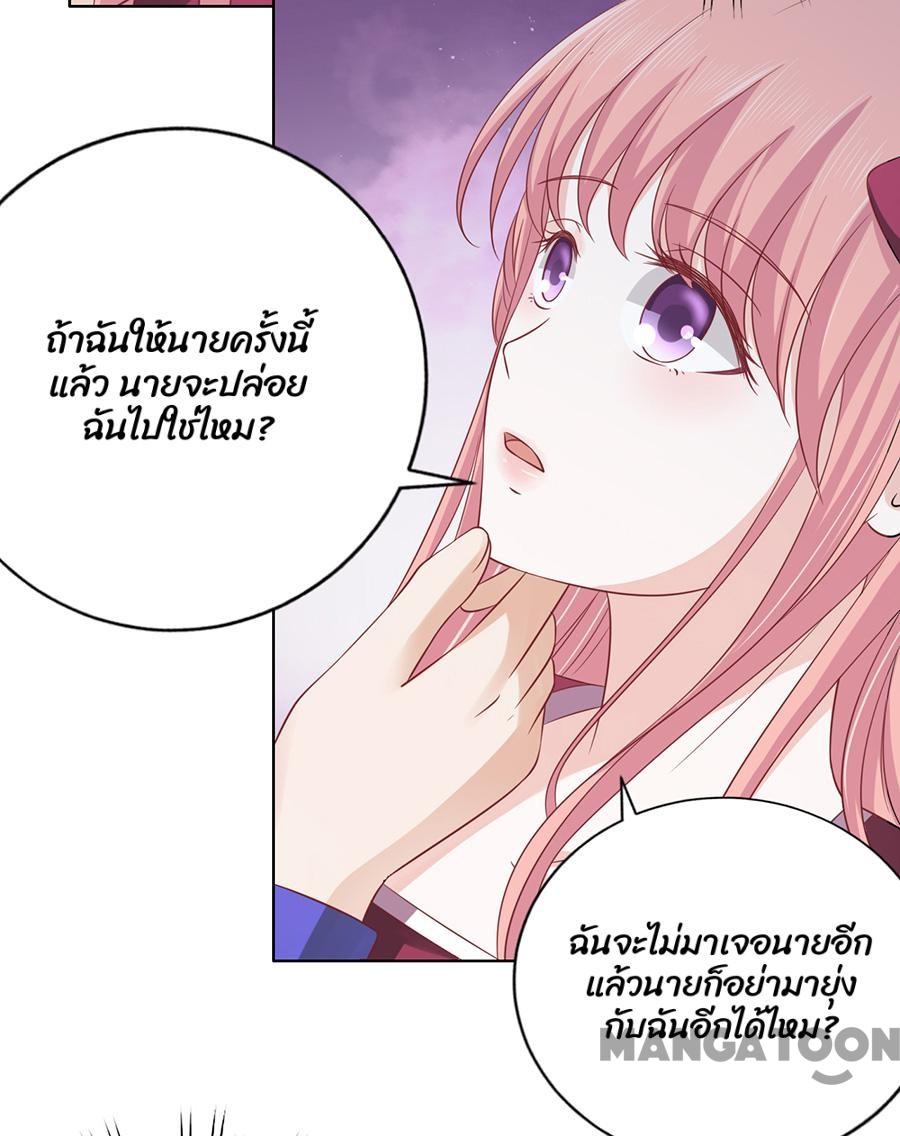 ถ้าฉันให้นายครั้งนี้
แล้ว นายจะปล่อย
ฉันไปใช่ไหม?
ฉันจะไม่มาเจอนายอีก
แล้วนายก็อย่ามายุ่ง
กับฉันอีกได้ไหม?
MANGATOON